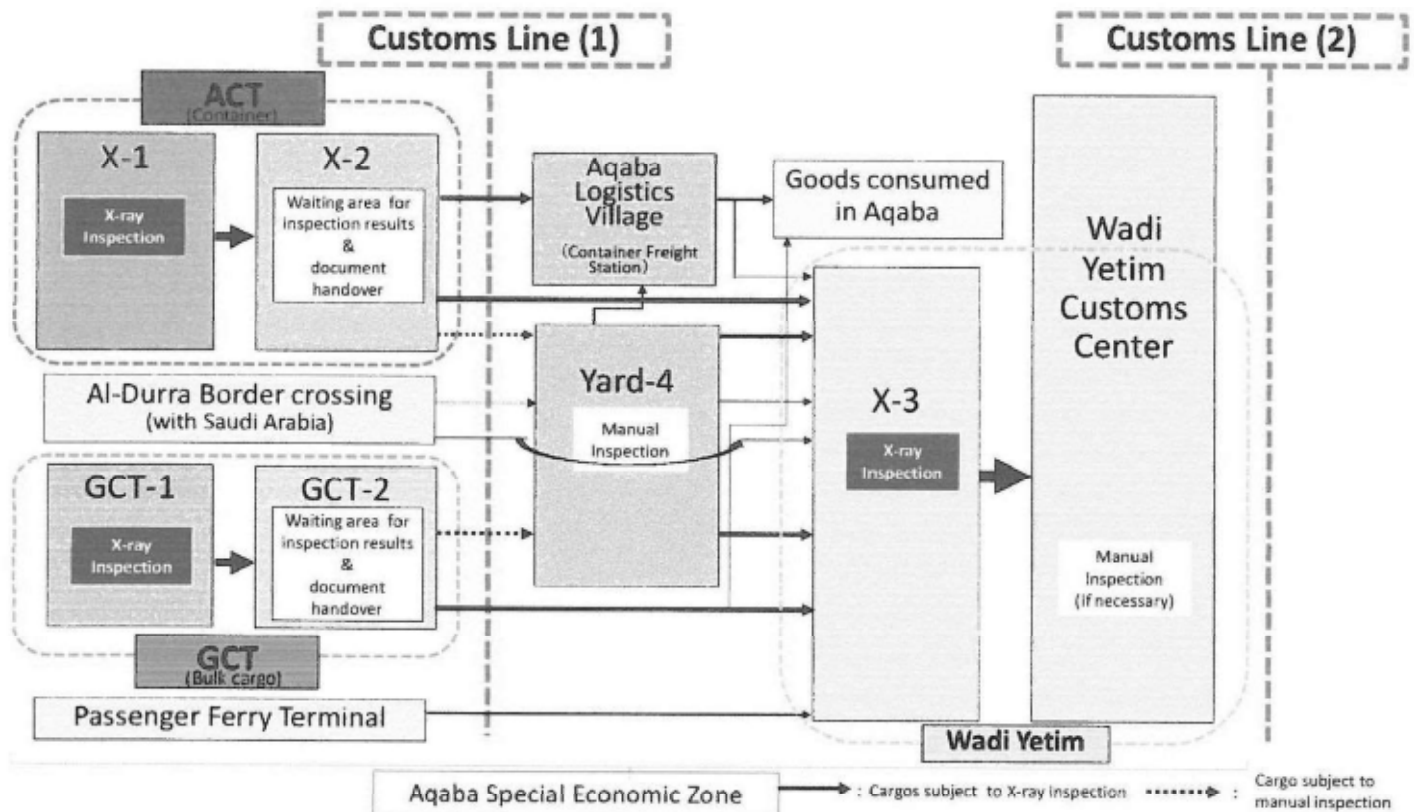 Customs Line (1)
Customs Line (2)
ACT
(Container)
X-1
X-ray
Inspection
X-2
Waiting area for
inspection results
&
document
handover
Aqaba
Logistics
Village
(Container Freight
Station)
Goods consumed
in Aqaba
Wadi
Yetim
Customs
Center
Manual
Inspection
(if necessary)
Al-Durra Border crossing
(with Saudi Arabia)
Yard-4
Manual
Inspection
X-3
X-ray
Inspection
GCT-1
X-ray
Inspection
GCT-2
Waiting area for
inspection results
&
document
handover
GCT
(Bulk cargo)
Passenger Ferry Terminal
Wadi Yetim
Aqaba Special Economic Zone
: Cargos subject to X-ray inspection
: Cargo subject to
manual inspection